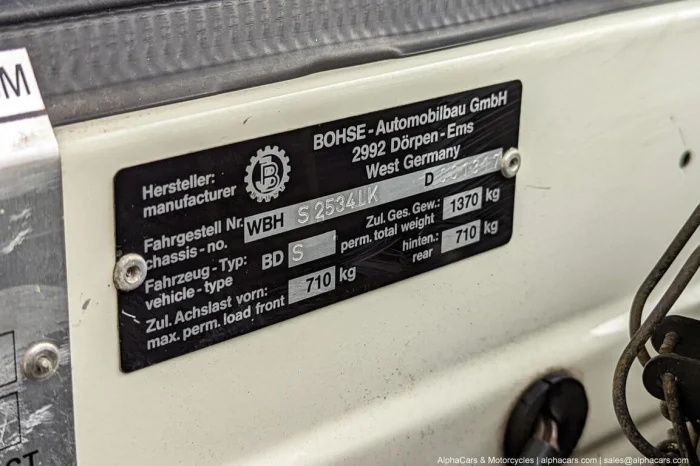 M
BOHSE-Automobilbau GmbH
2992 Dörpen-Ems
West Germany
Hersteller:
manufacturer
B
Fahrgestell Nr.
chassis-no.
WBH S 2534LK D
Fahrzeug-Typ:
vehicle-type
BD S
Zul. Ges. Gew.:
perm. total weight
1370 kg
Zul. Achslast vorn:
max. perm. load front
710 kg
hinten:
rear
710 kg
CT
AlphaCars & Motorcycles | alphacars.com | sales@alphacars.com